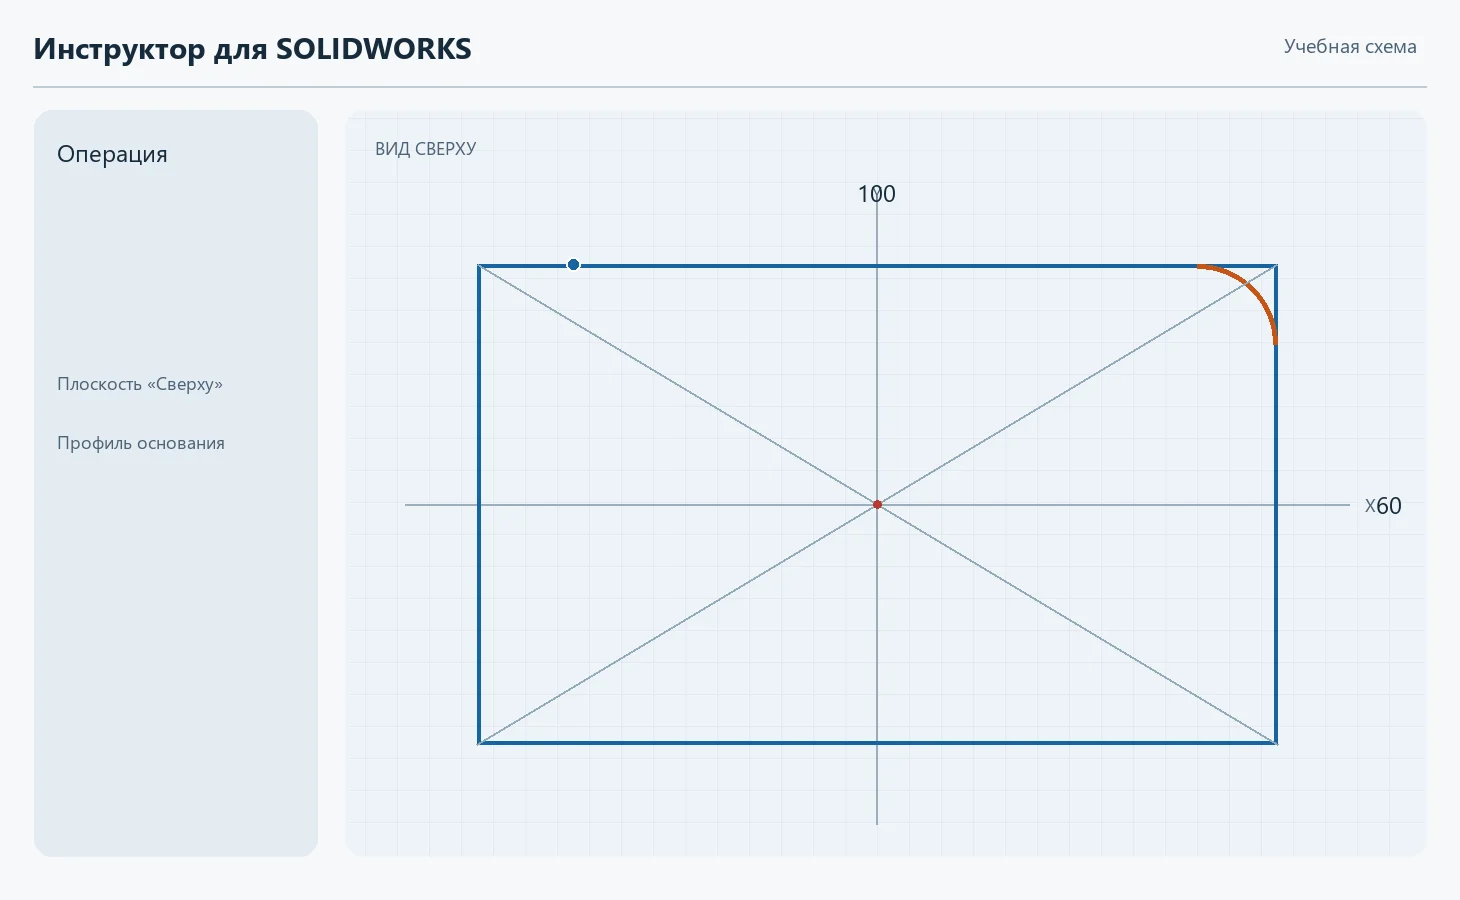 Инструктор для SOLIDWORKS
Учебная схема
Операция
Плоскость «Сверху»
Профиль основания
ВИД СВЕРХУ
100
X60